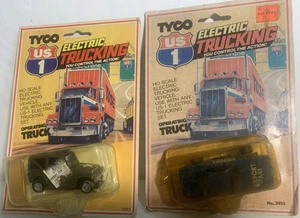 TYCO
US 1
ELECTRIC
TRUCKING
YOU CONTROL THE ACTION!
HO SCALE
ELECTRIC
TRUCKING
VEHICLE.
USE WITH ANY
US-1 ELECTRIC
TRUCKING
SET.
OPERATING
TRUCK
TYCO
US 1
ELECTRIC
TRUCKING
YOU CONTROL THE ACTION!
HO SCALE
ELECTRIC
TRUCKING
VEHICLE.
USE WITH ANY
US-1 ELECTRIC
TRUCKING
SET.
OPERATING
TRUCK